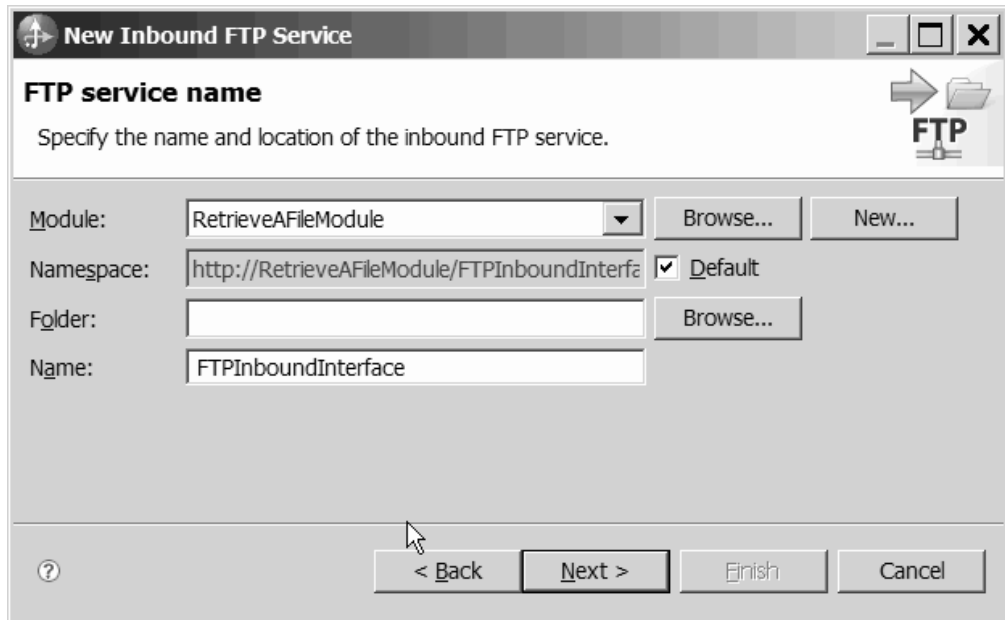 New Inbound FTP Service
FTP service name
Specify the name and location of the inbound FTP service.
FTP
Module: RetrieveAFileModule Browse... New...
Namespace: http://RetrieveAFileModule/FTPInboundInterfa Default
Folder: Browse...
Name: FTPInboundInterface
? < Back Next > Finish Cancel